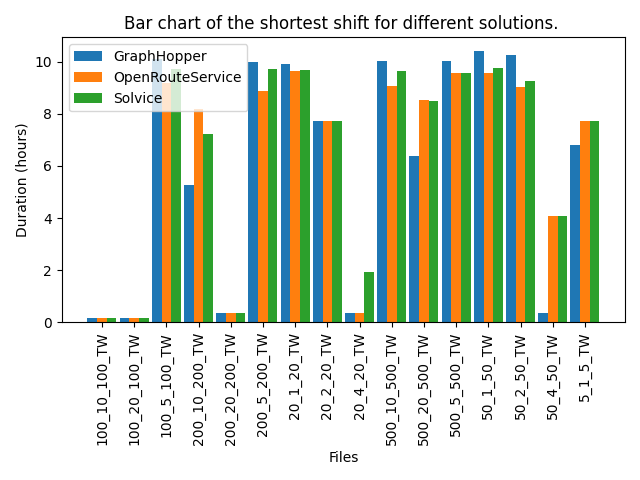 Bar chart of the shortest shift for different solutions.
GraphHopper
OpenRouteService
Solvice
Duration (hours)
10
8
6
4
2
0
100_10_100_TW
100_20_100_TW
100_5_100_TW
200_10_200_TW
200_20_200_TW
200_5_200_TW
20_1_20_TW
20_2_20_TW
20_4_20_TW
500_10_500_TW
500_20_500_TW
500_5_500_TW
50_1_50_TW
50_2_50_TW
50_4_50_TW
5_1_5_TW
Files